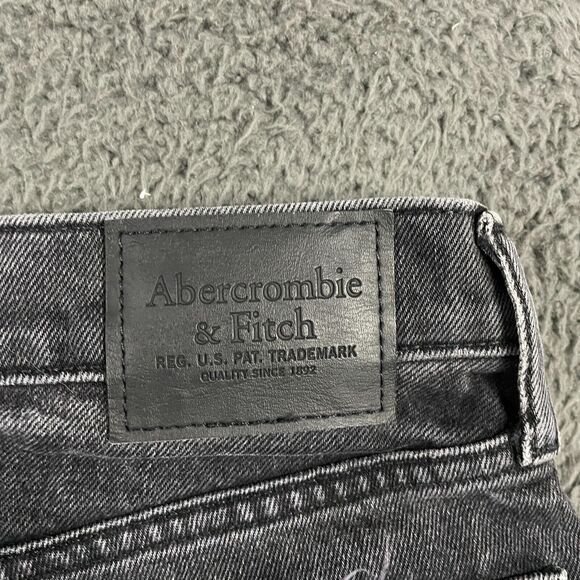 Abercrombie
& Fitch
REG. U.S. PAT. TRADEMARK
QUALITY SINCE 1892